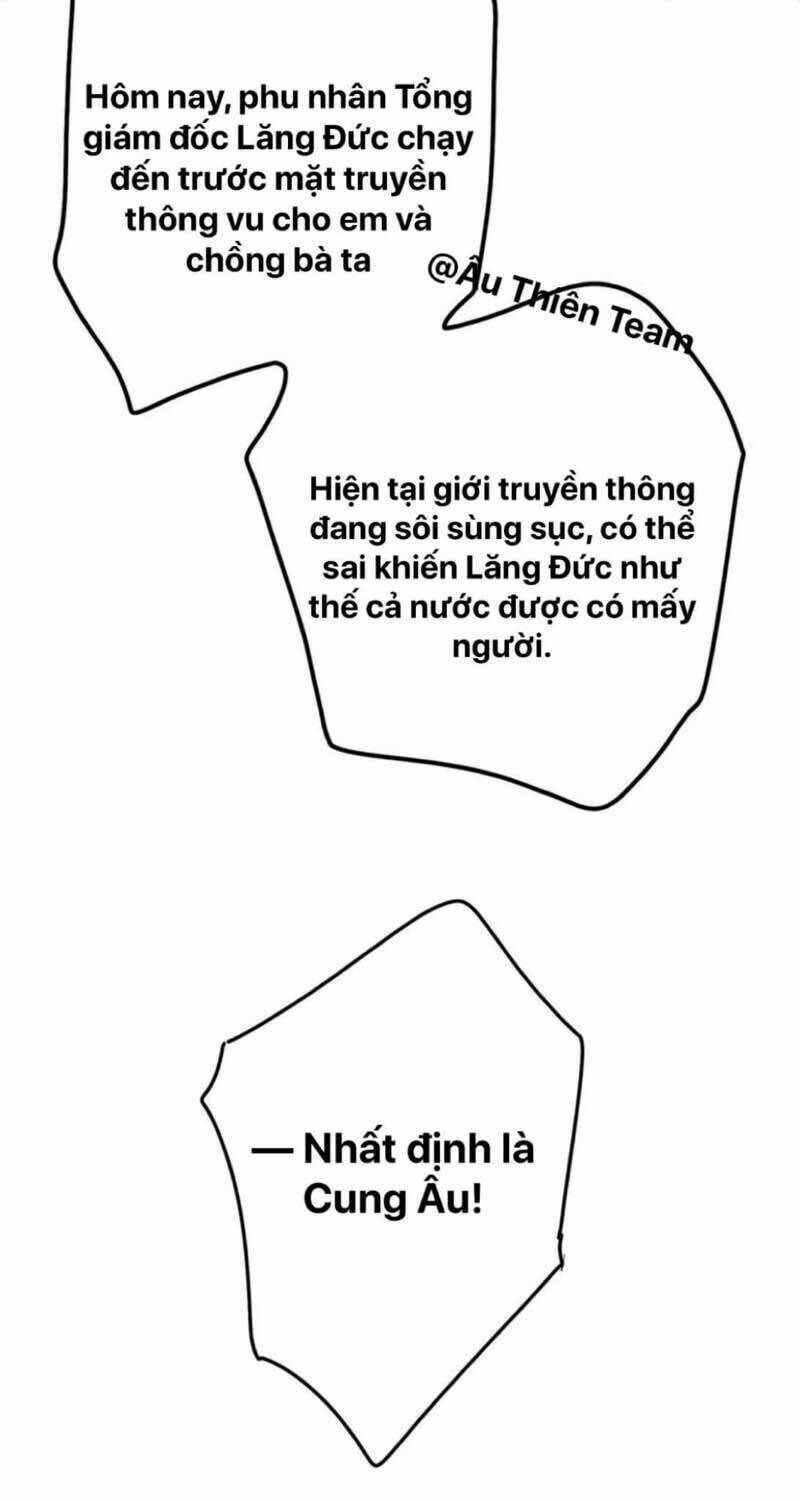 Hôm nay, phu nhân Tổng
giám đốc Lăng Đức chạy
đến trước mặt truyền
thông vu cho em và
chồng bà ta
@Âu Thiên Team
Hiện tại giới truyền thông
đang sôi sùng sục, có thể
sai khiến Lăng Đức như
thế cả nước được có mấy
người.
— Nhất định là
Cung Âu!